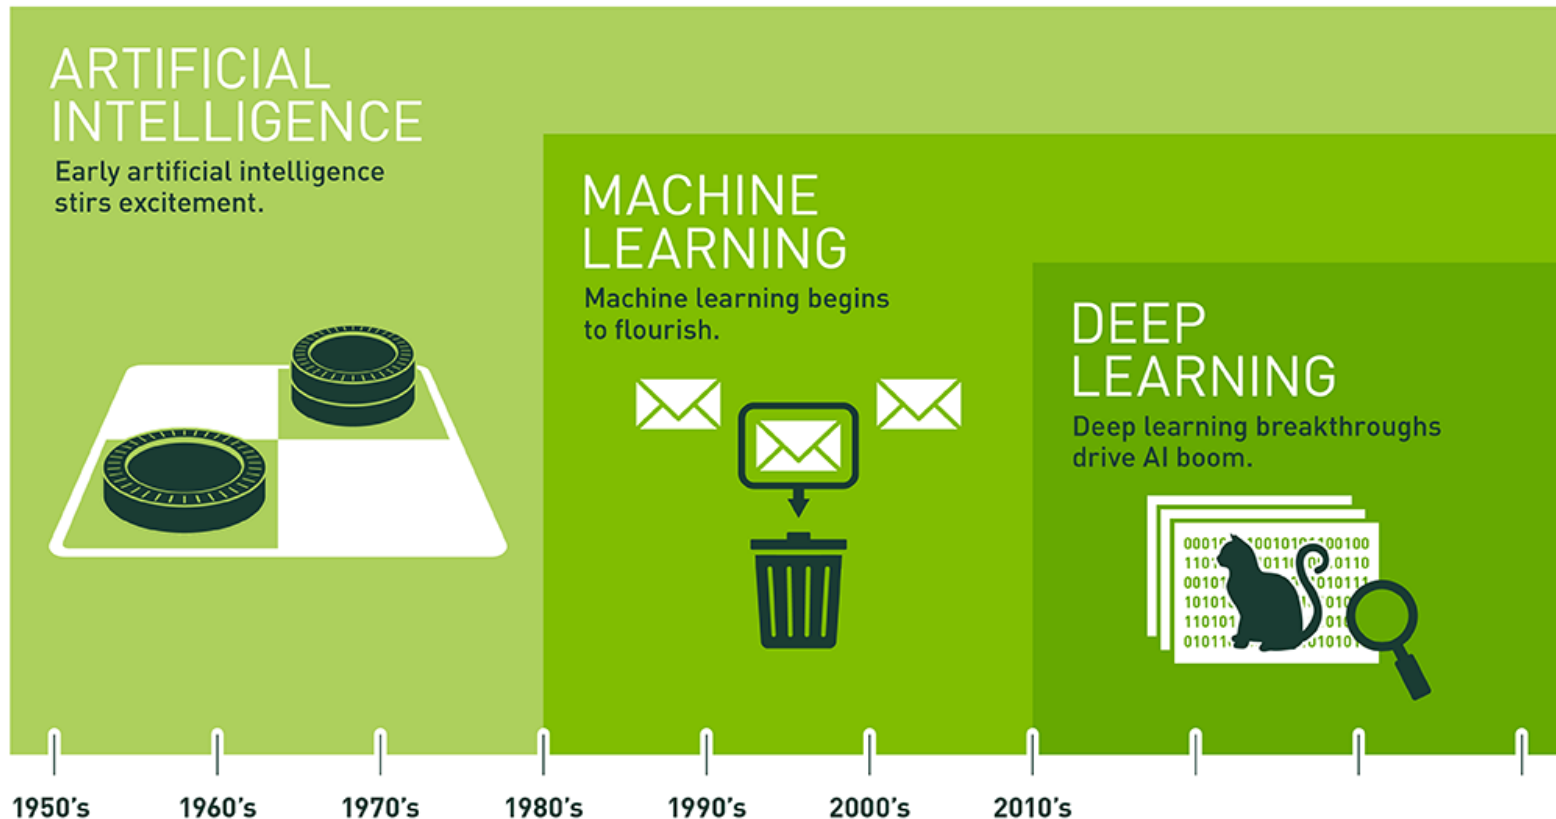 ARTIFICIAL
INTELLIGENCE
Early artificial intelligence
stirs excitement.
MACHINE
LEARNING
Machine learning begins
to flourish.
DEEP
LEARNING
Deep learning breakthroughs
drive AI boom.
1950's
1960's
1970's
1980's
1990's
2000's
2010's